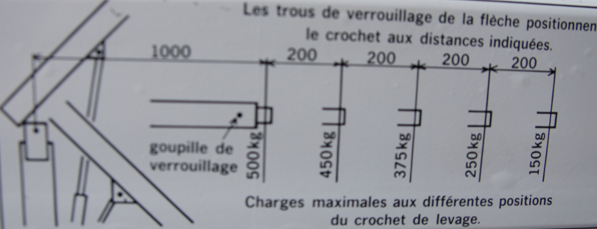 Les trous de verrouillage de la flèche positionnen
le crochet aux distances indiquées.
1000 200 200 200 200
goupille de
verrouillage
500kg 450kg 375kg 250kg 150kg
Charges maximales aux différentes positions
du crochet de levage.